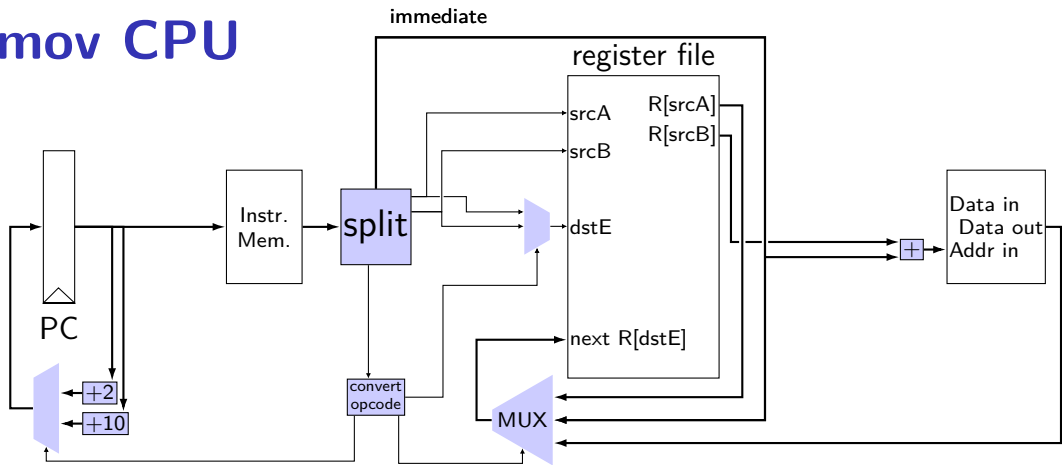 immediate
mov CPU
register file
srcA
R[srcA]
R[srcB]
srcB
split
Instr.
Mem.
dstE
Data in
Data out
Addr in
+
PC
next R[dstE]
convert
opcode
+2
+10
MUX